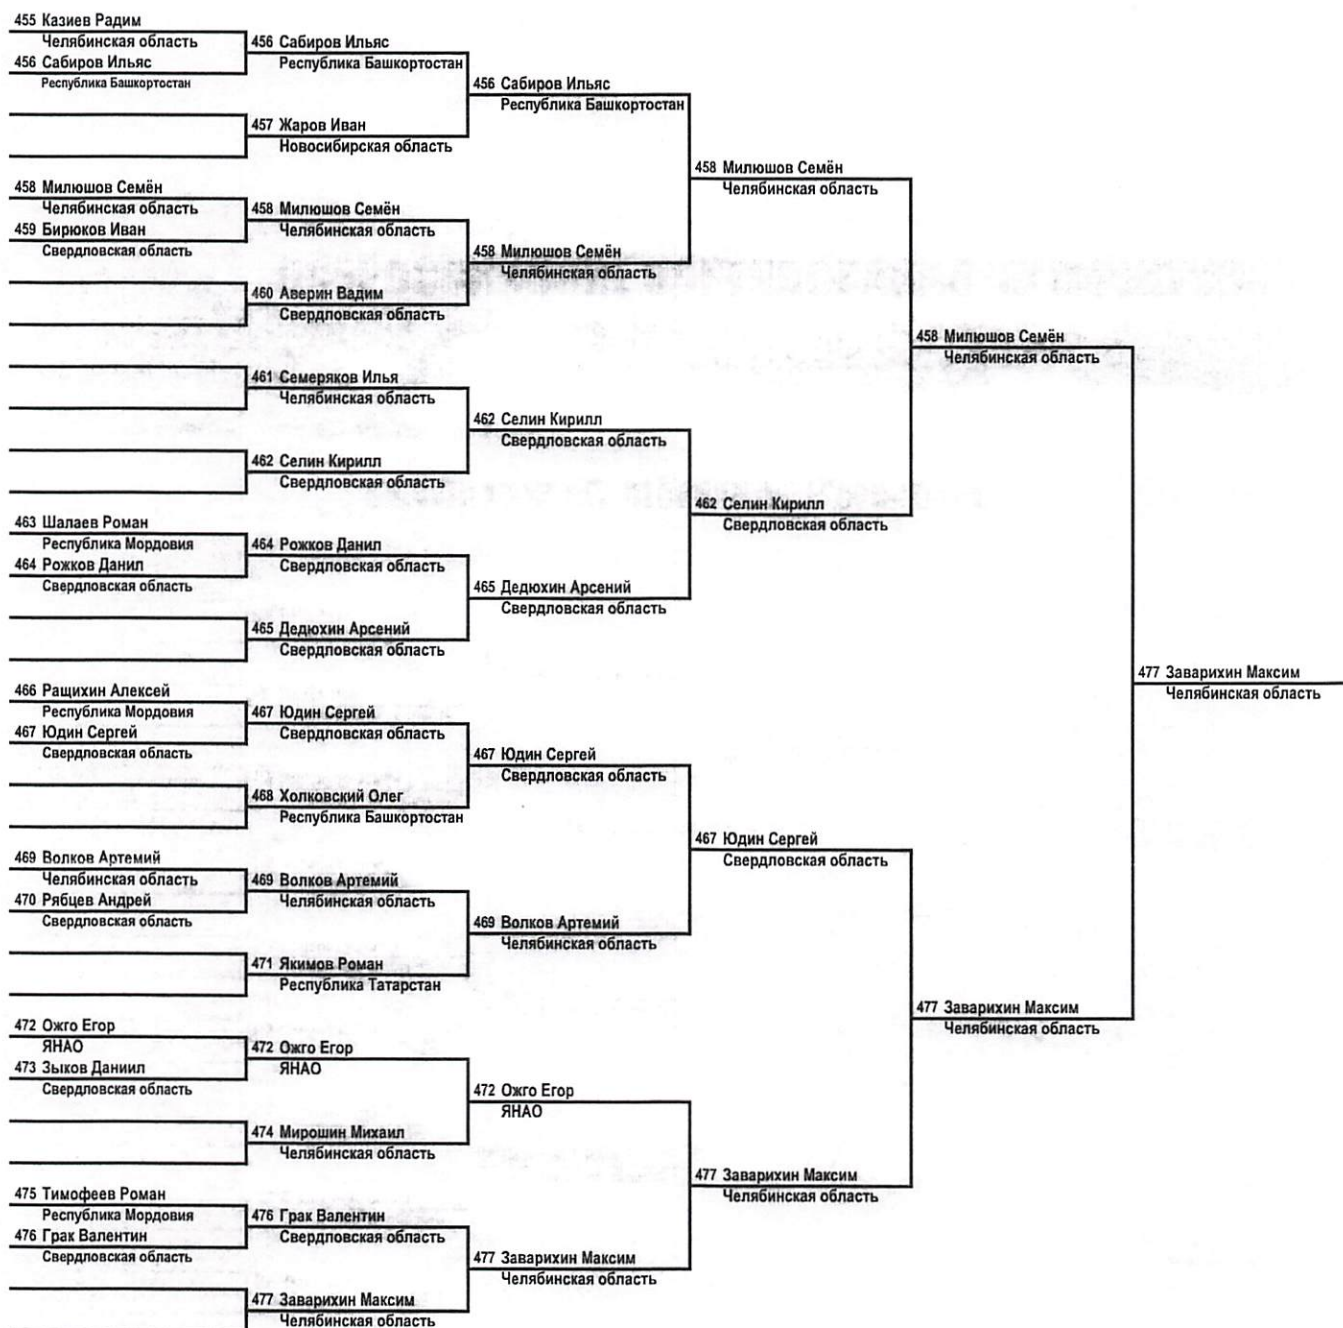 455 Казиев Радим
Челябинская область
456 Сабиров Ильяс
Республика Башкортостан
458 Милюшов Семён
Челябинская область
459 Бирюков Иван
Свердловская область
463 Шалаев Роман
Республика Мордовия
464 Рожков Данил
Свердловская область
466 Ращихин Алексей
Республика Мордовия
467 Юдин Сергей
Свердловская область
469 Волков Артемий
Челябинская область
470 Рябцев Андрей
Свердловская область
472 Ожго Егор
ЯНАО
473 Зыков Даниил
Свердловская область
475 Тимофеев Роман
Республика Мордовия
476 Грак Валентин
Свердловская область
456 Сабиров Ильяс
Республика Башкортостан
457 Жаров Иван
Новосибирская область
458 Милюшов Семён
Челябинская область
460 Аверин Вадим
Свердловская область
461 Семеряков Илья
Челябинская область
462 Селин Кирилл
Свердловская область
464 Рожков Данил
Свердловская область
465 Дедюхин Арсений
Свердловская область
467 Юдин Сергей
Свердловская область
468 Холковский Олег
Республика Башкортостан
469 Волков Артемий
Челябинская область
471 Якимов Роман
Республика Татарстан
472 Ожго Егор
ЯНАО
474 Мирошин Михаил
Челябинская область
476 Грак Валентин
Свердловская область
477 Заварихин Максим
Челябинская область
456 Сабиров Ильяс
Республика Башкортостан
458 Милюшов Семён
Челябинская область
462 Селин Кирилл
Свердловская область
465 Дедюхин Арсений
Свердловская область
467 Юдин Сергей
Свердловская область
469 Волков Артемий
Челябинская область
472 Ожго Егор
ЯНАО
477 Заварихин Максим
Челябинская область
458 Милюшов Семён
Челябинская область
462 Селин Кирилл
Свердловская область
467 Юдин Сергей
Свердловская область
477 Заварихин Максим
Челябинская область
458 Милюшов Семён
Челябинская область
477 Заварихин Максим
Челябинская область
477 Заварихин Максим
Челябинская область